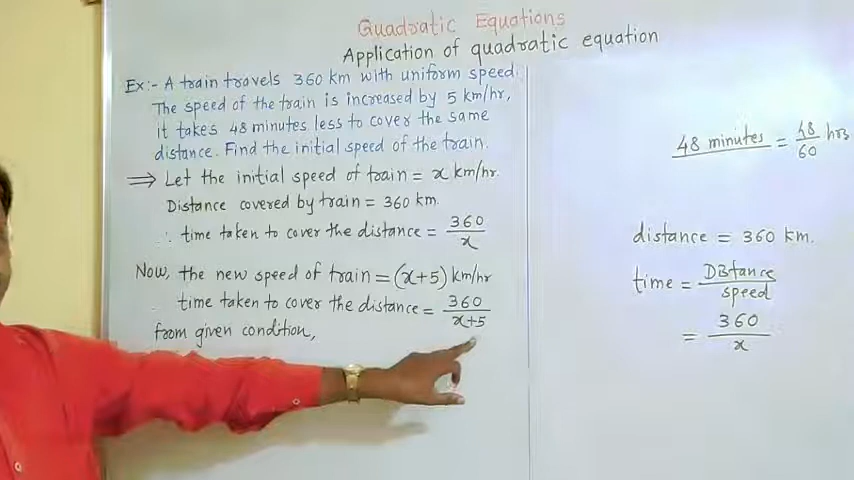 Quadratic Equations
Application of quadratic equation
Ex:- A train travels 360 km with uniform speed.
The speed of the train is increased by 5 km/hr,
it takes 48 minutes less to cover the same
distance. Find the initial speed of the train.
⟹ Let the initial speed of train = x km/hr.
Distance covered by train = 360 km.
∴ time taken to cover the distance = 360/x
Now, the new speed of train = (x+5) km/hr
time taken to cover the distance = 360/(x+5)
from given condition,
48 minutes = 48/60 hrs
distance = 360 km.
time = Distance/speed
= 360/x